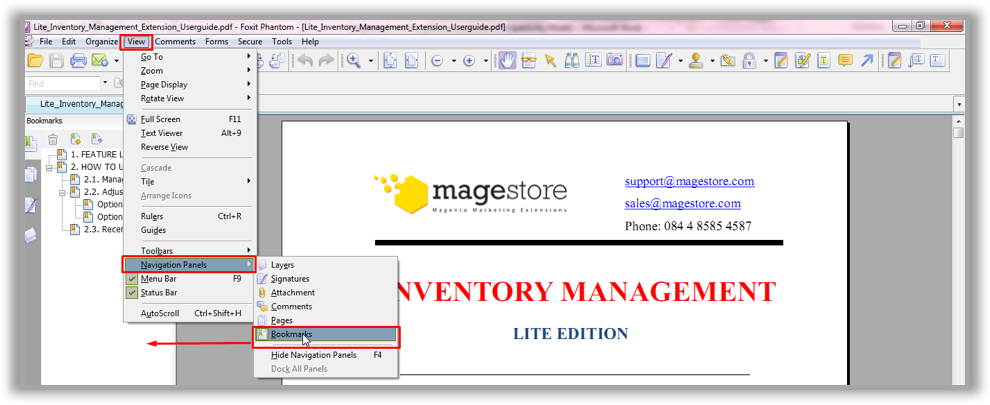 Lite_Inventory_Management_Extension_Userguide.pdf - Foxit Phantom - [Lite_Inventory_Management_Extension_Userguide.pdf]
File Edit Organize View Comments Forms Secure Tools Help
Find
Lite_Inventory_Mana
Bookmarks
1. FEATURE L
2. HOW TO U
2.1. Manag
2.2. Adjus
Option
Option
2.3. Recei
Go To
Zoom
Page Display
Rotate View
Full Screen F11
Text Viewer Alt+9
Reverse View
Cascade
Tile
Arrange Icons
Rulers Ctrl+R
Guides
Toolbars
Navigation Panels
Menu Bar F9
Status Bar
AutoScroll Ctrl+Shift+H
Layers
Signatures
Attachment
Comments
Pages
Bookmarks
Hide Navigation Panels F4
Dock All Panels
magestore
Magento Marketing Extensions
support@magestore.com
sales@magestore.com
Phone: 084 4 8585 4587
NVENTORY MANAGEMENT
LITE EDITION